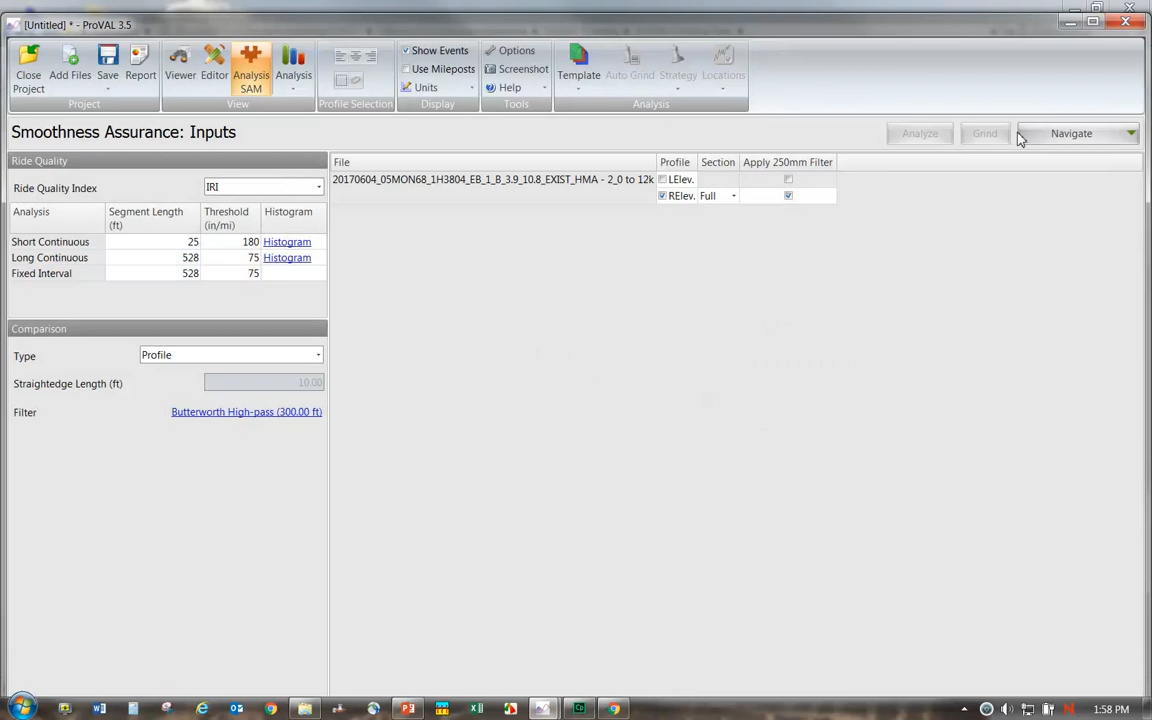 [Untitled] * - ProVAL 3.5
Close Project
Add Files
Save
Report
Project
Viewer
Editor
Analysis SAM
Analysis
View
Profile Selection
Show Events
Use Mileposts
Units
Display
Options
Screenshot
Help
Tools
Template
Auto Grind
Strategy
Locations
Analysis
Smoothness Assurance: Inputs
Analyze
Grind
Navigate
Ride Quality
Ride Quality Index IRI
Analysis Segment Length (ft) Threshold (in/mi) Histogram
Short Continuous 25 180 Histogram
Long Continuous 528 75 Histogram
Fixed Interval 528 75
Comparison
Type Profile
Straightedge Length (ft) 10.00
Filter Butterworth High-pass (300.00 ft)
File Profile Section Apply 250mm Filter
20170604_05MON68_1H3804_EB_1_B_3.9_10.8_EXIST_HMA - 2_0 to 12k LElev.
RElev. Full
1:58 PM